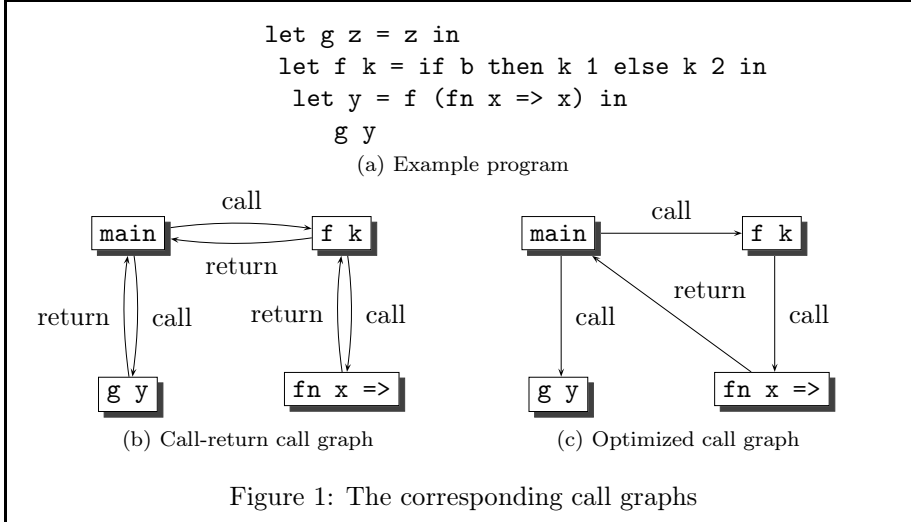 let g z = z in
let f k = if b then k 1 else k 2 in
let y = f (fn x => x) in
g y
(a) Example program
call
main
f k
return
return
call
return
call
g y
fn x =>
(b) Call-return call graph
call
main
f k
return
call
call
g y
fn x =>
(c) Optimized call graph
Figure 1: The corresponding call graphs